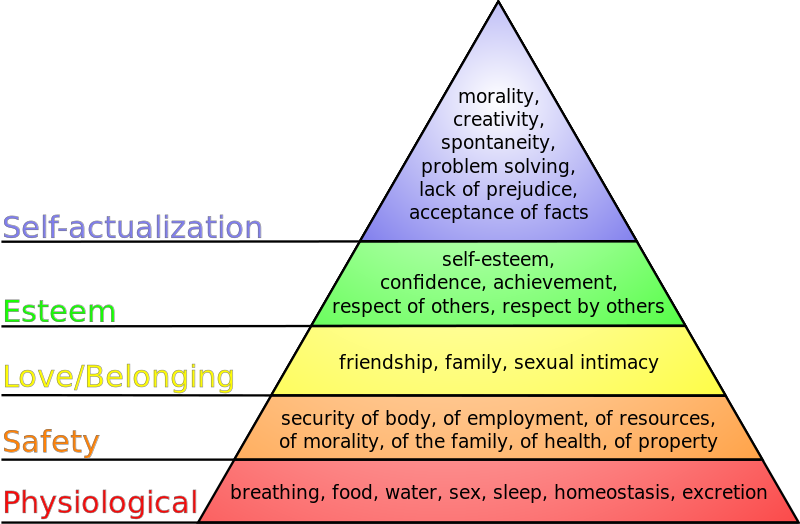 morality,
creativity,
spontaneity,
problem solving,
lack of prejudice,
acceptance of facts
Self-actualization
self-esteem,
confidence, achievement,
respect of others, respect by others
Esteem
friendship, family, sexual intimacy
Love/Belonging
security of body, of employment, of resources,
of morality, of the family, of health, of property
Safety
breathing, food, water, sex, sleep, homeostasis, excretion
Physiological